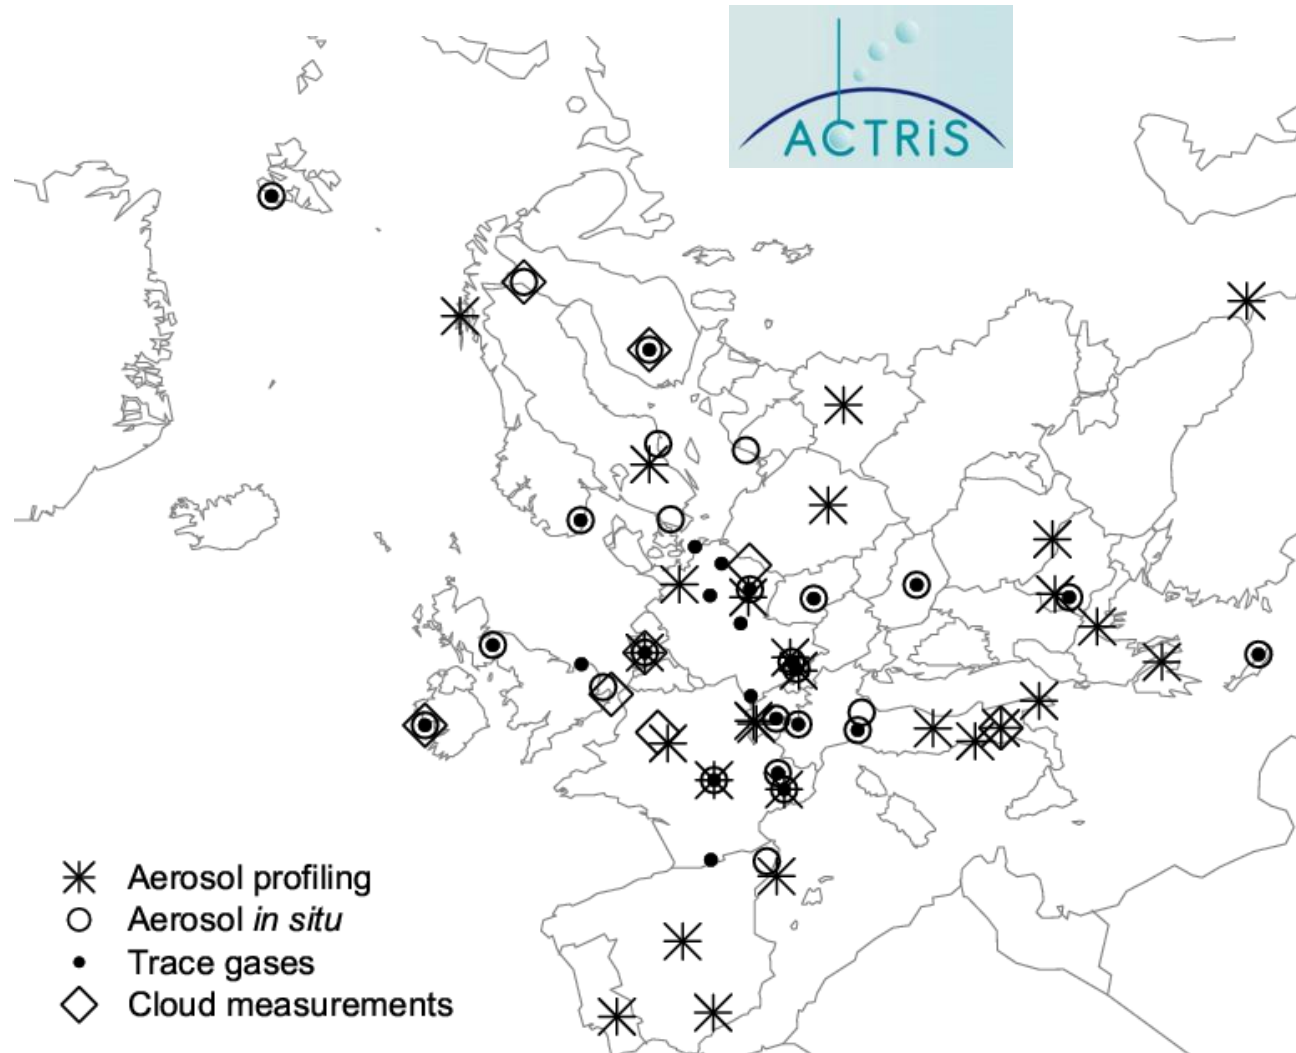 ACTRiS
Aerosol profiling
Aerosol in situ
Trace gases
Cloud measurements